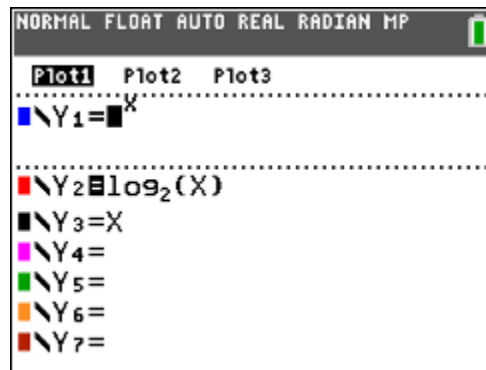 NORMAL FLOAT AUTO REAL RADIAN MP
Plot1 Plot2 Plot3
\Y₁=■ˣ
\Y₂=log₂(X)
\Y₃=X
\Y₄=
\Y₅=
\Y₆=
\Y₇=